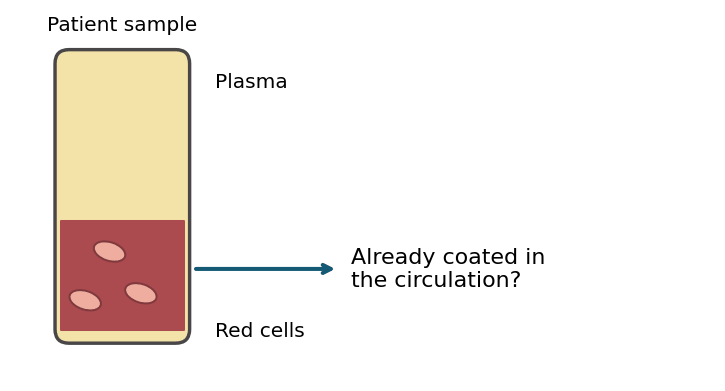 Patient sample
Plasma
Already coated in
the circulation?
Red cells